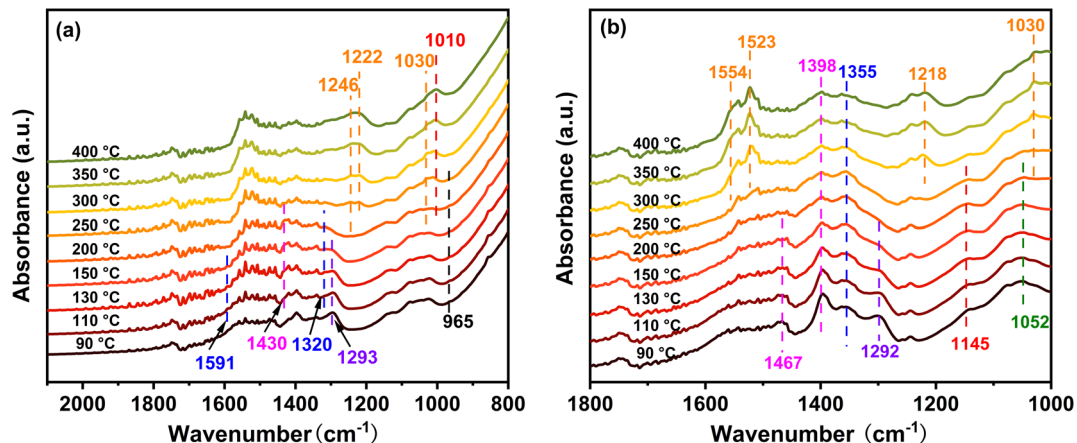 (a)
1222
1246
1030
1010
400 °C
350 °C
300 °C
250 °C
200 °C
150 °C
130 °C
110 °C
90 °C
1591
1430
1320
1293
965
Absorbance (a.u.)
2000 1800 1600 1400 1200 1000 800
Wavenumber（cm⁻¹)
(b)
1554
1523
1398
1355
1218
1030
400 °C
350 °C
300 °C
250 °C
200 °C
150 °C
130 °C
110 °C
90 °C
1467
1292
1145
1052
Absorbance (a.u.)
1800 1600 1400 1200 1000
Wavenumber（cm⁻¹)